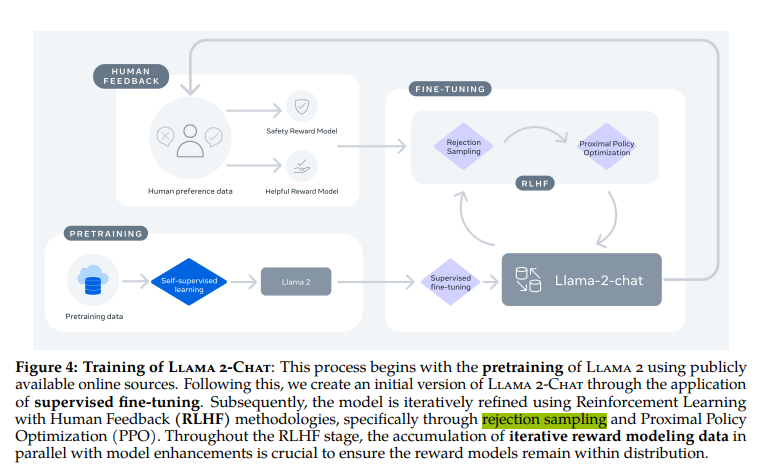 HUMAN
FEEDBACK
Safety Reward Model
Human preference data
Helpful Reward Model
FINE-TUNING
Rejection
Sampling
Proximal Policy
Optimization
RLHF
PRETRAINING
Pretraining data
Self-supervised
learning
Llama 2
Supervised
fine-tuning
Llama-2-chat
Figure 4: Training of LLAMA 2-CHAT: This process begins with the pretraining of LLAMA 2 using publicly
available online sources. Following this, we create an initial version of LLAMA 2-CHAT through the application
of supervised fine-tuning. Subsequently, the model is iteratively refined using Reinforcement Learning
with Human Feedback (RLHF) methodologies, specifically through rejection sampling and Proximal Policy
Optimization (PPO). Throughout the RLHF stage, the accumulation of iterative reward modeling data in
parallel with model enhancements is crucial to ensure the reward models remain within distribution.